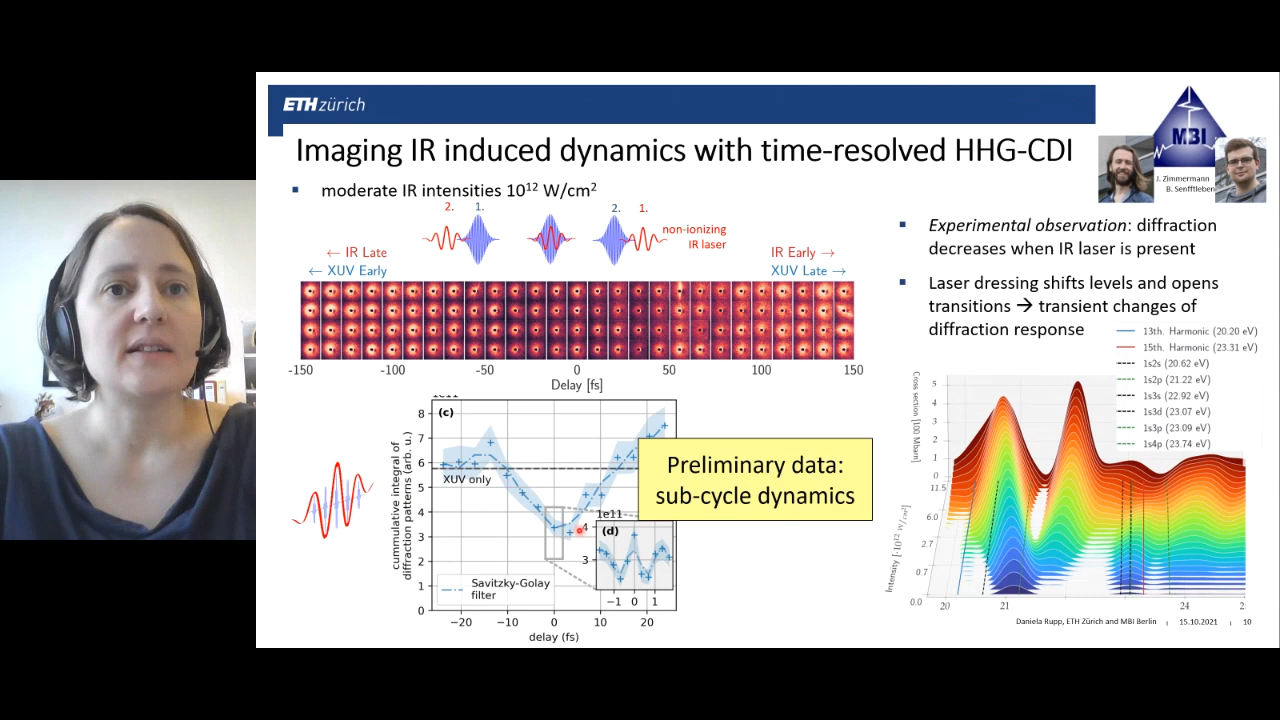 ETHzürich
MBI
J. Zimmermann
B. Senfftleben
Imaging IR induced dynamics with time-resolved HHG-CDI
moderate IR intensities 10¹² W/cm²
2. 1. 2. 1.
non-ionizing
IR laser
← IR Late IR Early →
← XUV Early XUV Late →
-150 -100 -50 0 50 100 150
Delay [fs]
1e11
(c)
cummulative integral of
diffraction patterns (arb. u.)
8
7
6
5
4
3
2
1
0
XUV only
Savitzky-Golay
filter
−20 −10 0 10 20
delay (fs)
1e11
(d)
4
3
−1 0 1
Preliminary data:
sub-cycle dynamics
Experimental observation: diffraction
decreases when IR laser is present
Laser dressing shifts levels and opens
transitions → transient changes of
diffraction response
13th. Harmonic (20.20 eV)
15th. Harmonic (23.31 eV)
1s2s (20.62 eV)
1s2p (21.22 eV)
1s3s (22.92 eV)
1s3d (23.07 eV)
1s3p (23.09 eV)
1s4p (23.74 eV)
Cross section [100 Mbarn]
5
4
3
2
1
0
Intensity [·10¹² W/cm²]
11.5
6.0
2.7
0.7
0.0
20 21 24 2
Daniela Rupp, ETH Zürich and MBI Berlin | 15.10.2021 | 10